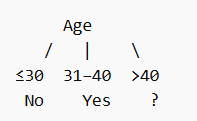 Age
/ | \
≤30 31–40 >40
No Yes ?